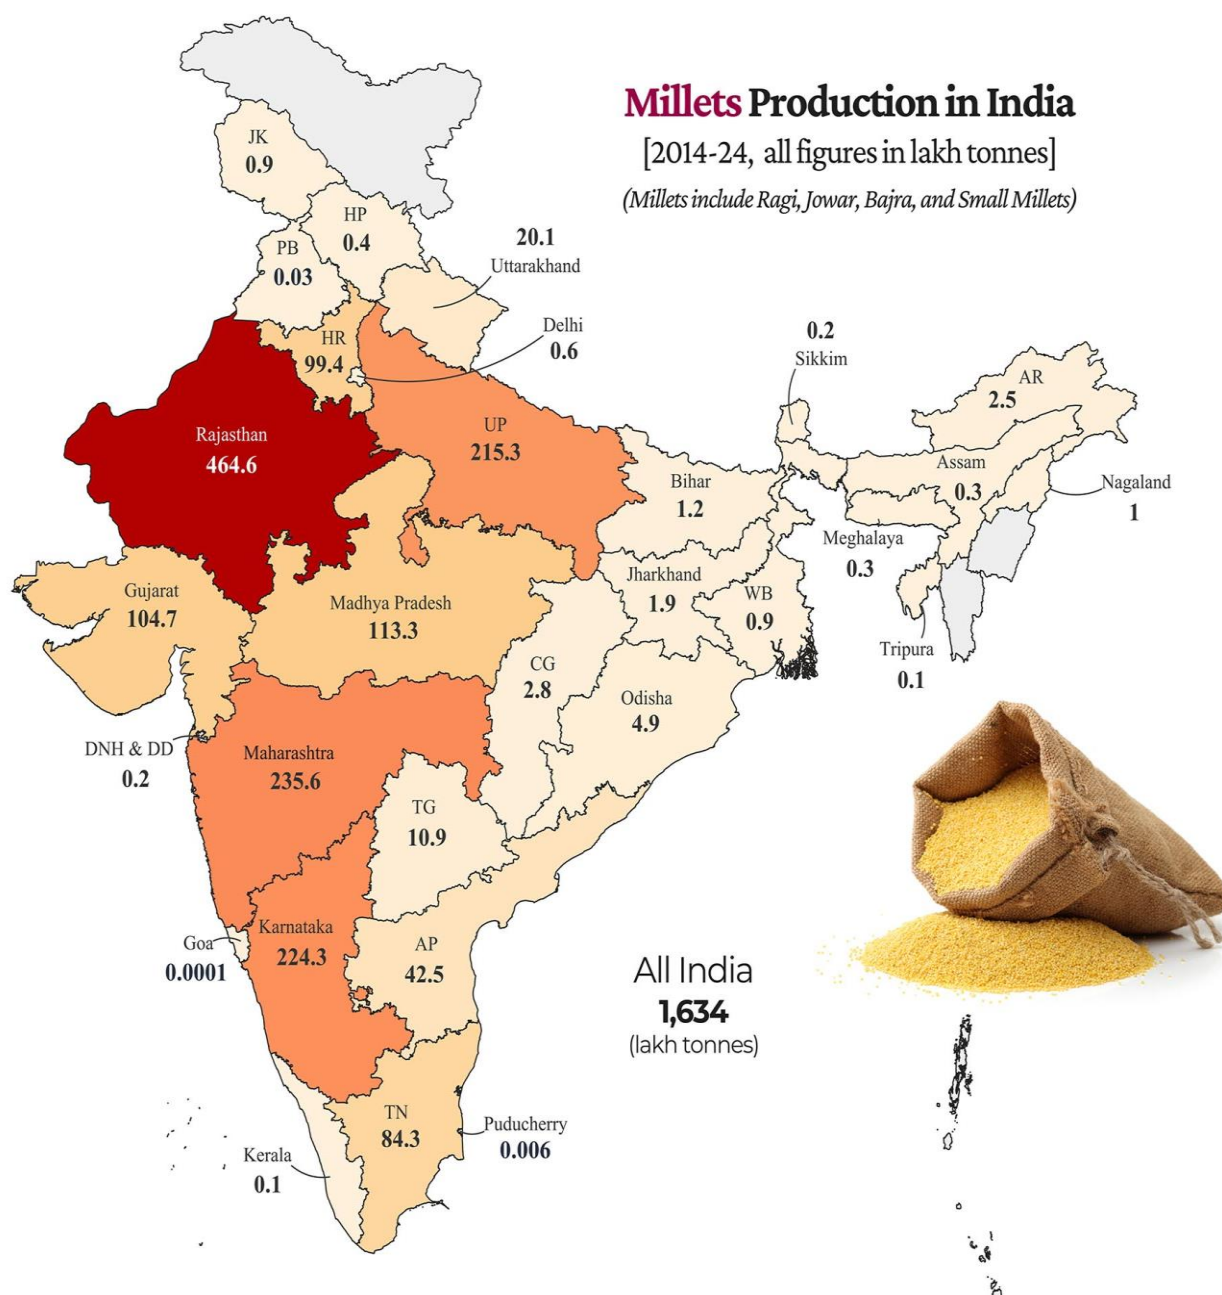 Millets Production in India
[2014-24, all figures in lakh tonnes]
(Millets include Ragi, Jowar, Bajra, and Small Millets)
JK
0.9
HP
0.4
PB
0.03
20.1
Uttarakhand
HR
99.4
Delhi
0.6
0.2
Sikkim
AR
2.5
Rajasthan
464.6
UP
215.3
Bihar
1.2
Assam
0.3
Nagaland
1
Meghalaya
0.3
Gujarat
104.7
Madhya Pradesh
113.3
Jharkhand
1.9
WB
0.9
Tripura
0.1
CG
2.8
Odisha
4.9
DNH & DD
0.2
Maharashtra
235.6
TG
10.9
Goa
0.0001
Karnataka
224.3
AP
42.5
All India
1,634
(lakh tonnes)
TN
84.3
Puducherry
0.006
Kerala
0.1